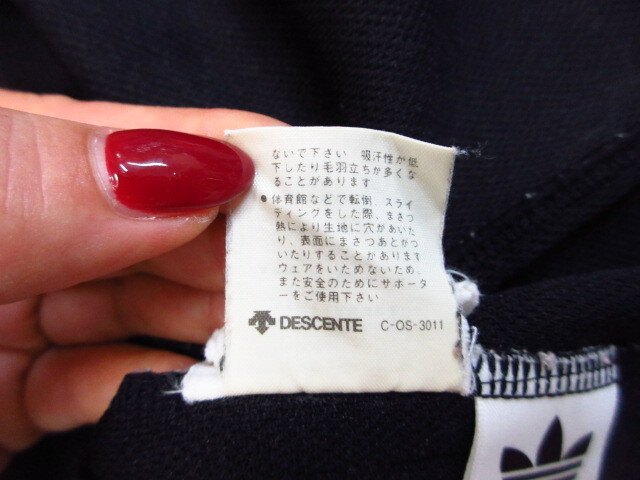 ないで下さい 吸汗性が低
下したり毛羽立ちが多くな
ることがあります
●体育館などで転倒 スライ
ディングをした際、まさつ
熱により生地に穴があいた
り、表面にまさつあとがつ
いたりすることがあります
ウェアをいためないため、
また安全のためにサポータ
ーをご使用下さい
DESCENTE C-OS-3011